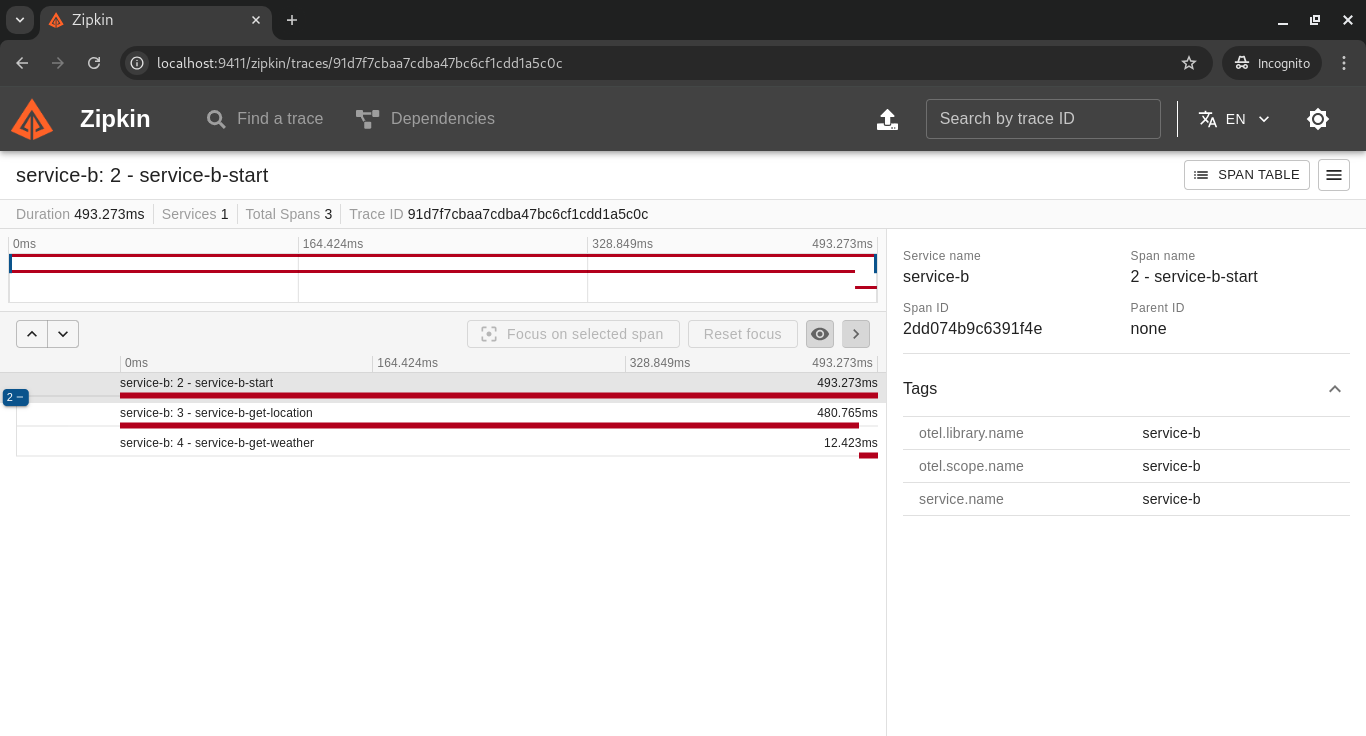 Zipkin
localhost:9411/zipkin/traces/91d7f7cbaa7cdba47bc6cf1cdd1a5c0c
Incognito
Zipkin
Find a trace
Dependencies
Search by trace ID
EN
service-b: 2 - service-b-start
SPAN TABLE
Duration 493.273ms
Services 1
Total Spans 3
Trace ID 91d7f7cbaa7cdba47bc6cf1cdd1a5c0c
0ms 164.424ms 328.849ms 493.273ms
Focus on selected span
Reset focus
0ms 164.424ms 328.849ms 493.273ms
service-b: 2 - service-b-start 493.273ms
2 −
service-b: 3 - service-b-get-location 480.765ms
service-b: 4 - service-b-get-weather 12.423ms
Service name
service-b
Span name
2 - service-b-start
Span ID
2dd074b9c6391f4e
Parent ID
none
Tags
otel.library.name service-b
otel.scope.name service-b
service.name service-b